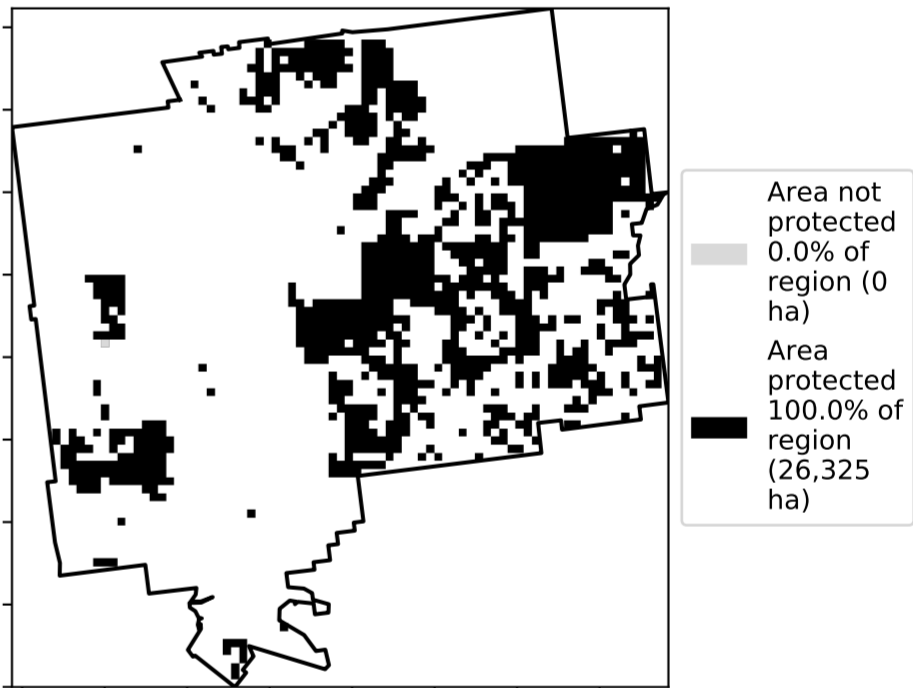 Area not
protected
0.0% of
region (0
ha)
Area
protected
100.0% of
region
(26,325
ha)